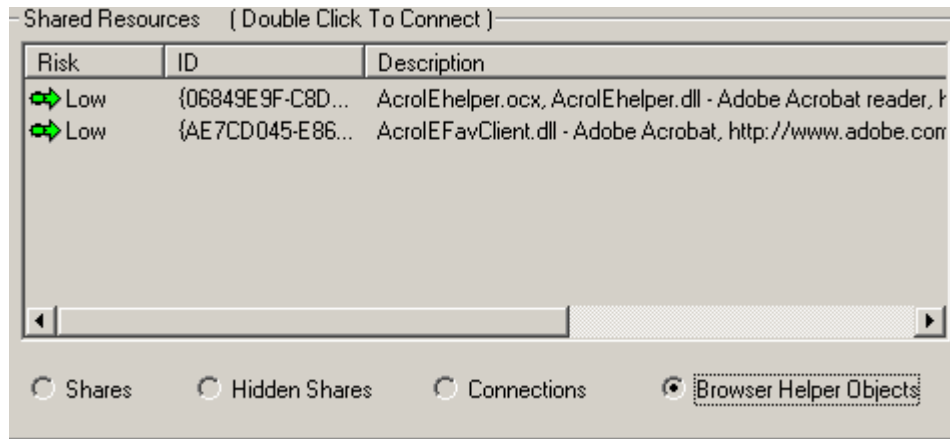 Shared Resources ( Double Click To Connect )
Risk ID Description
Low {06849E9F-C8D... AcroIEhelper.ocx, AcroIEhelper.dll - Adobe Acrobat reader,
Low {AE7CD045-E86... AcroIEFavClient.dll - Adobe Acrobat, http://www.adobe.com
Shares Hidden Shares Connections Browser Helper Objects